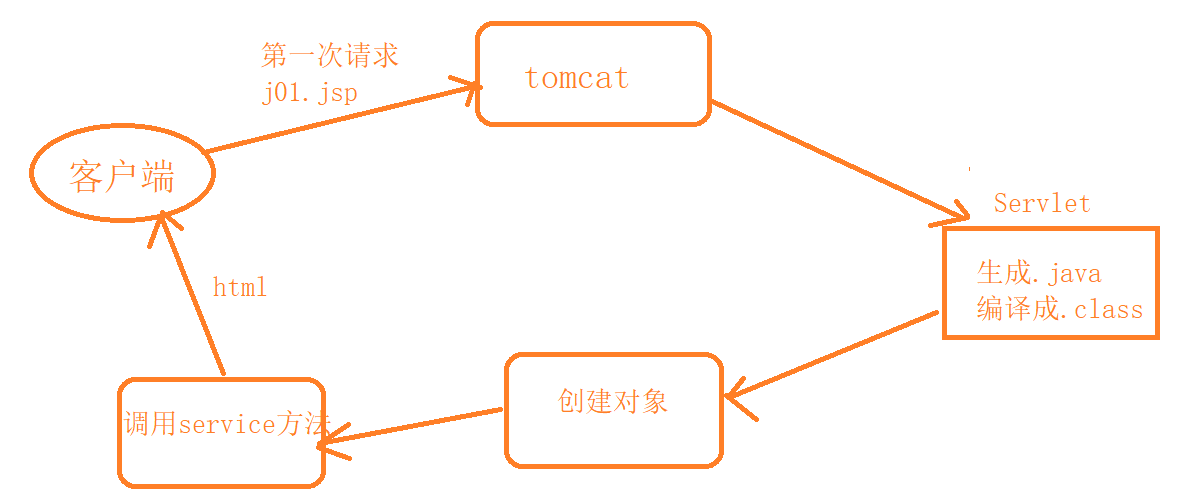 第一次请求
j01.jsp
tomcat
客户端
Servlet
生成.java
编译成.class
html
创建对象
调用service方法